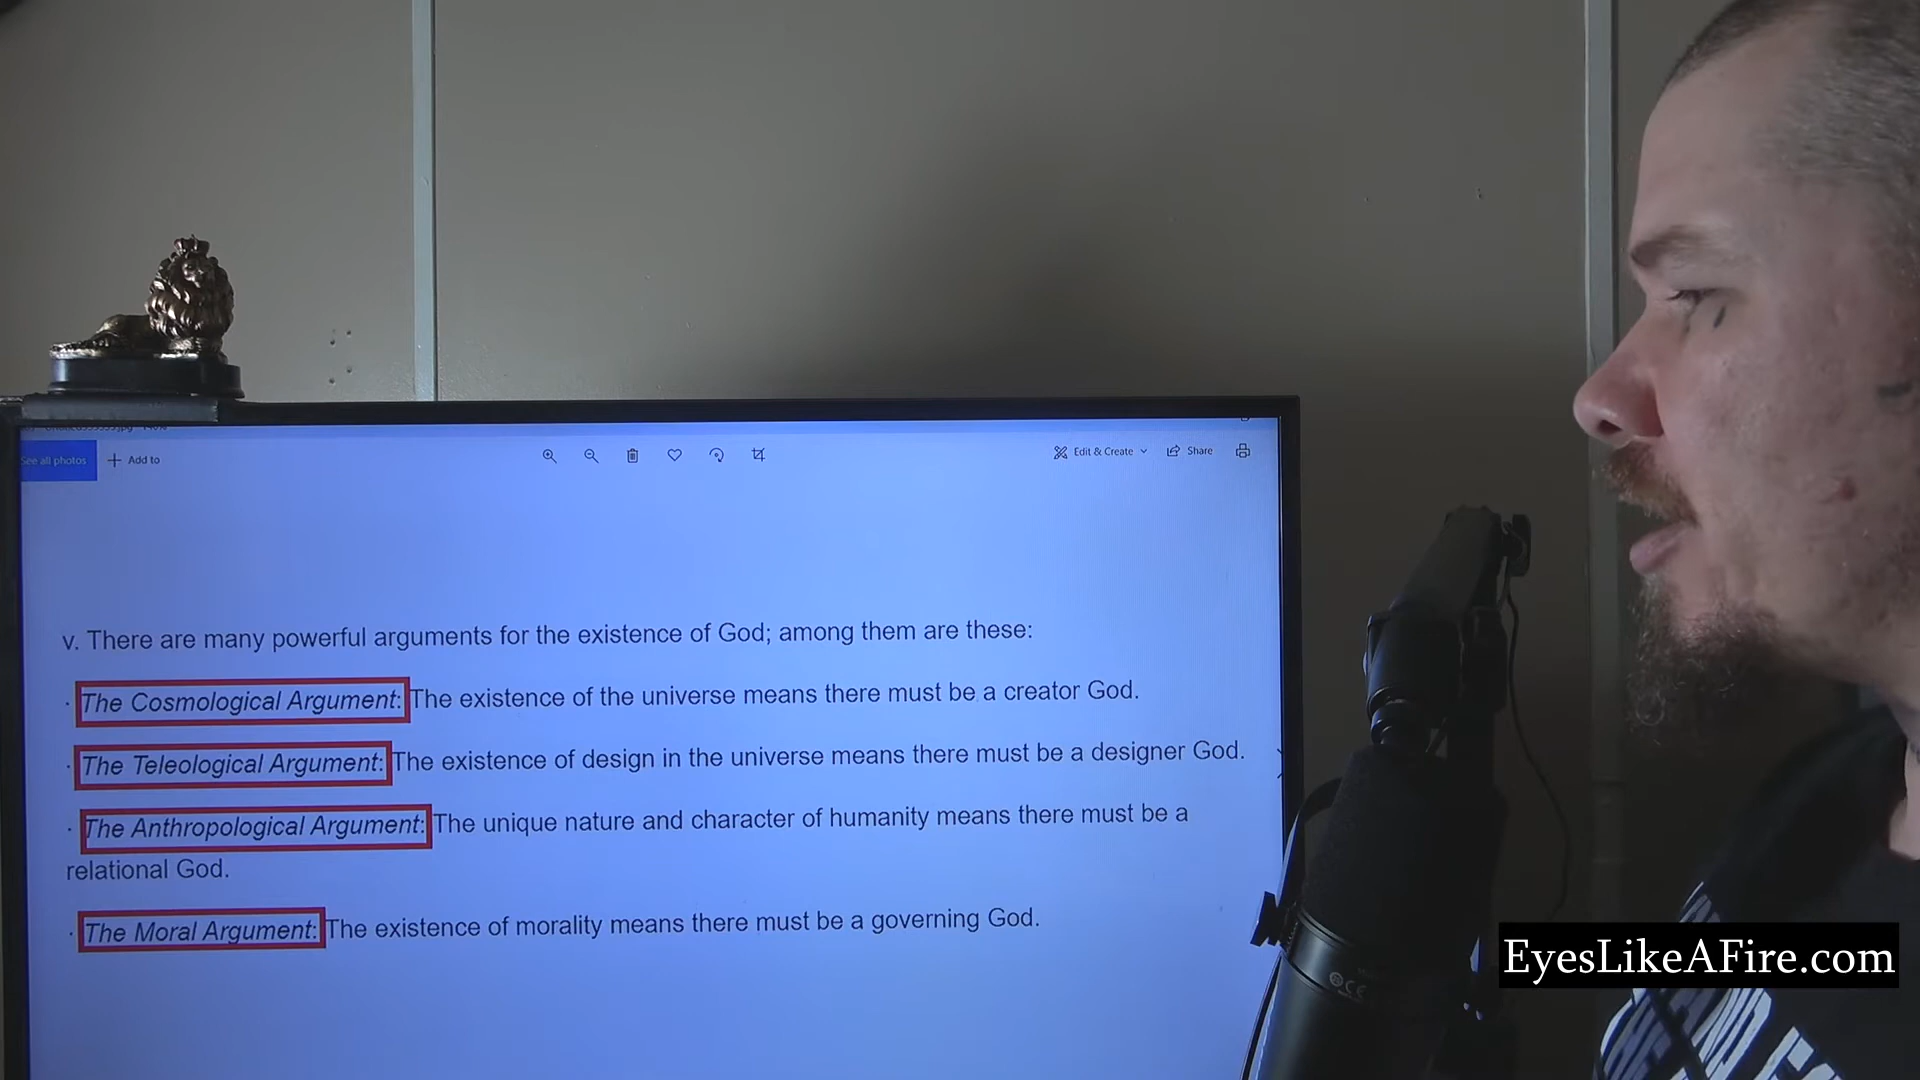 See all photos
Add to
Edit & Create
Share
v. There are many powerful arguments for the existence of God; among them are these:
· The Cosmological Argument: The existence of the universe means there must be a creator God.
· The Teleological Argument: The existence of design in the universe means there must be a designer God.
· The Anthropological Argument: The unique nature and character of humanity means there must be a
relational God.
· The Moral Argument: The existence of morality means there must be a governing God.
EyesLikeAFire.com
CE